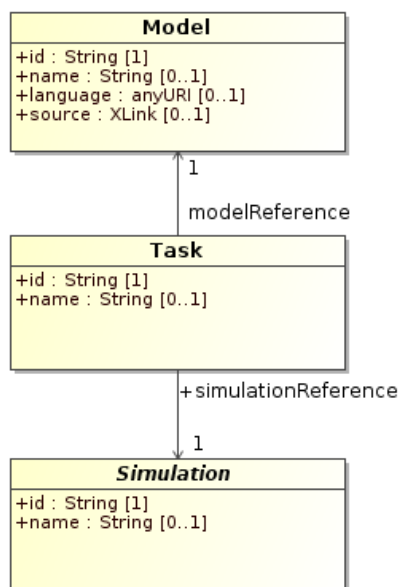 Model
+id : String [1]
+name : String [0..1]
+language : anyURI [0..1]
+source : XLink [0..1]
1
modelReference
Task
+id : String [1]
+name : String [0..1]
+simulationReference
1
Simulation
+id : String [1]
+name : String [0..1]